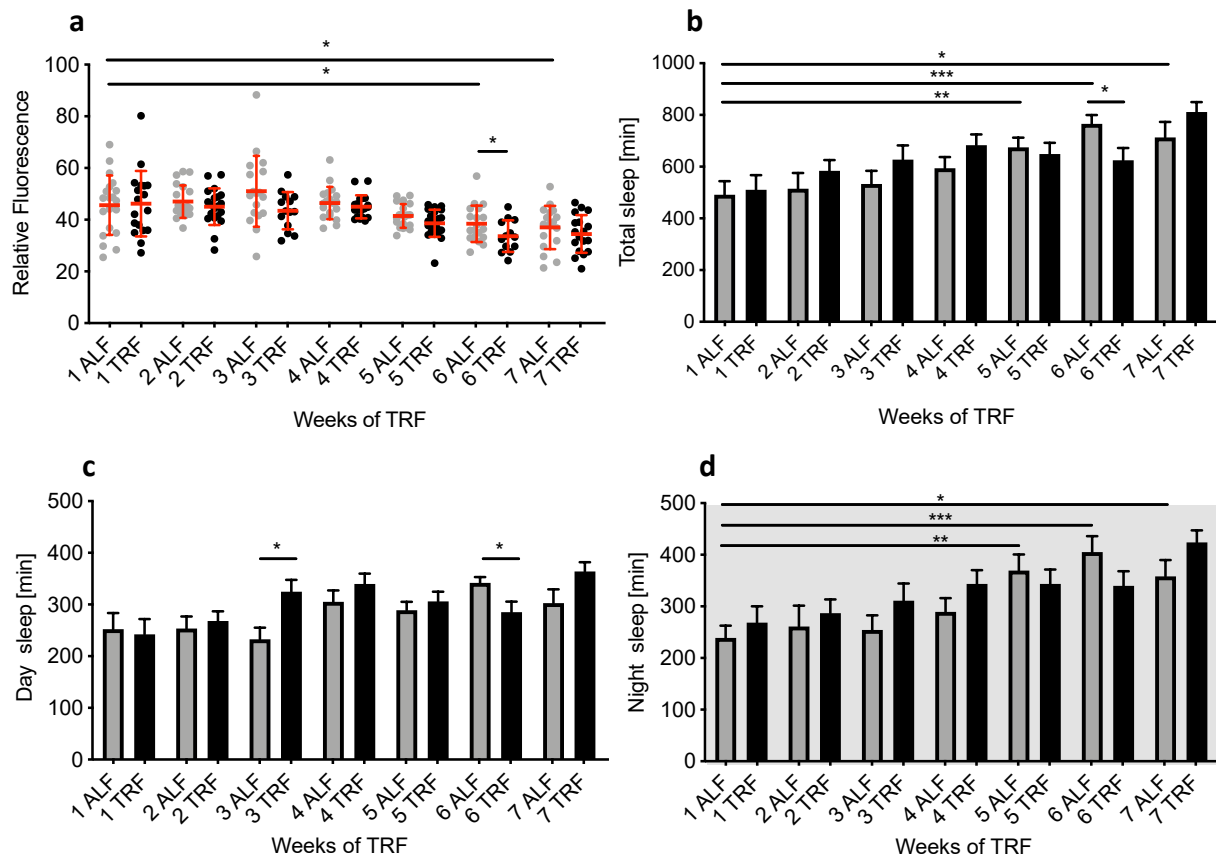 a
*
*
*
Relative Fluorescence
100
80
60
40
20
0
1 ALF
1 TRF
2 ALF
2 TRF
3 ALF
3 TRF
4 ALF
4 TRF
5 ALF
5 TRF
6 ALF
6 TRF
7 ALF
7 TRF
Weeks of TRF
b
*
***
**
*
Total sleep [min]
1000
800
600
400
200
0
1 ALF
1 TRF
2 ALF
2 TRF
3 ALF
3 TRF
4 ALF
4 TRF
5 ALF
5 TRF
6 ALF
6 TRF
7 ALF
7 TRF
Weeks of TRF
c
*
*
Day sleep [min]
500
400
300
200
100
0
1 ALF
1 TRF
2 ALF
2 TRF
3 ALF
3 TRF
4 ALF
4 TRF
5 ALF
5 TRF
6 ALF
6 TRF
7 ALF
7 TRF
Weeks of TRF
d
*
***
**
Night sleep [min]
500
400
300
200
100
0
1 ALF
1 TRF
2 ALF
2 TRF
3 ALF
3 TRF
4 ALF
4 TRF
5 ALF
5 TRF
6 ALF
6 TRF
7 ALF
7 TRF
Weeks of TRF